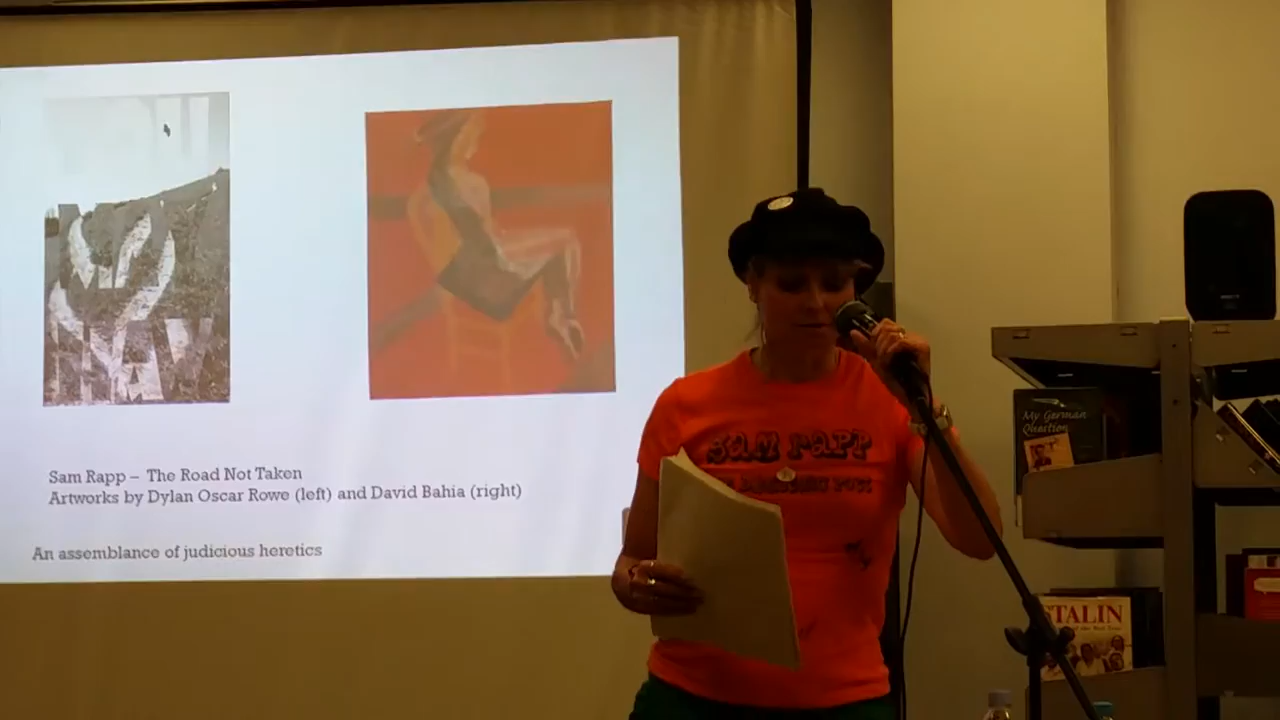 Sam Rapp – The Road Not Taken
Artworks by Dylan Oscar Rowe (left) and David Bahia (right)
An assemblance of judicious heretics
SAM RAPP
My German
Question
STALIN